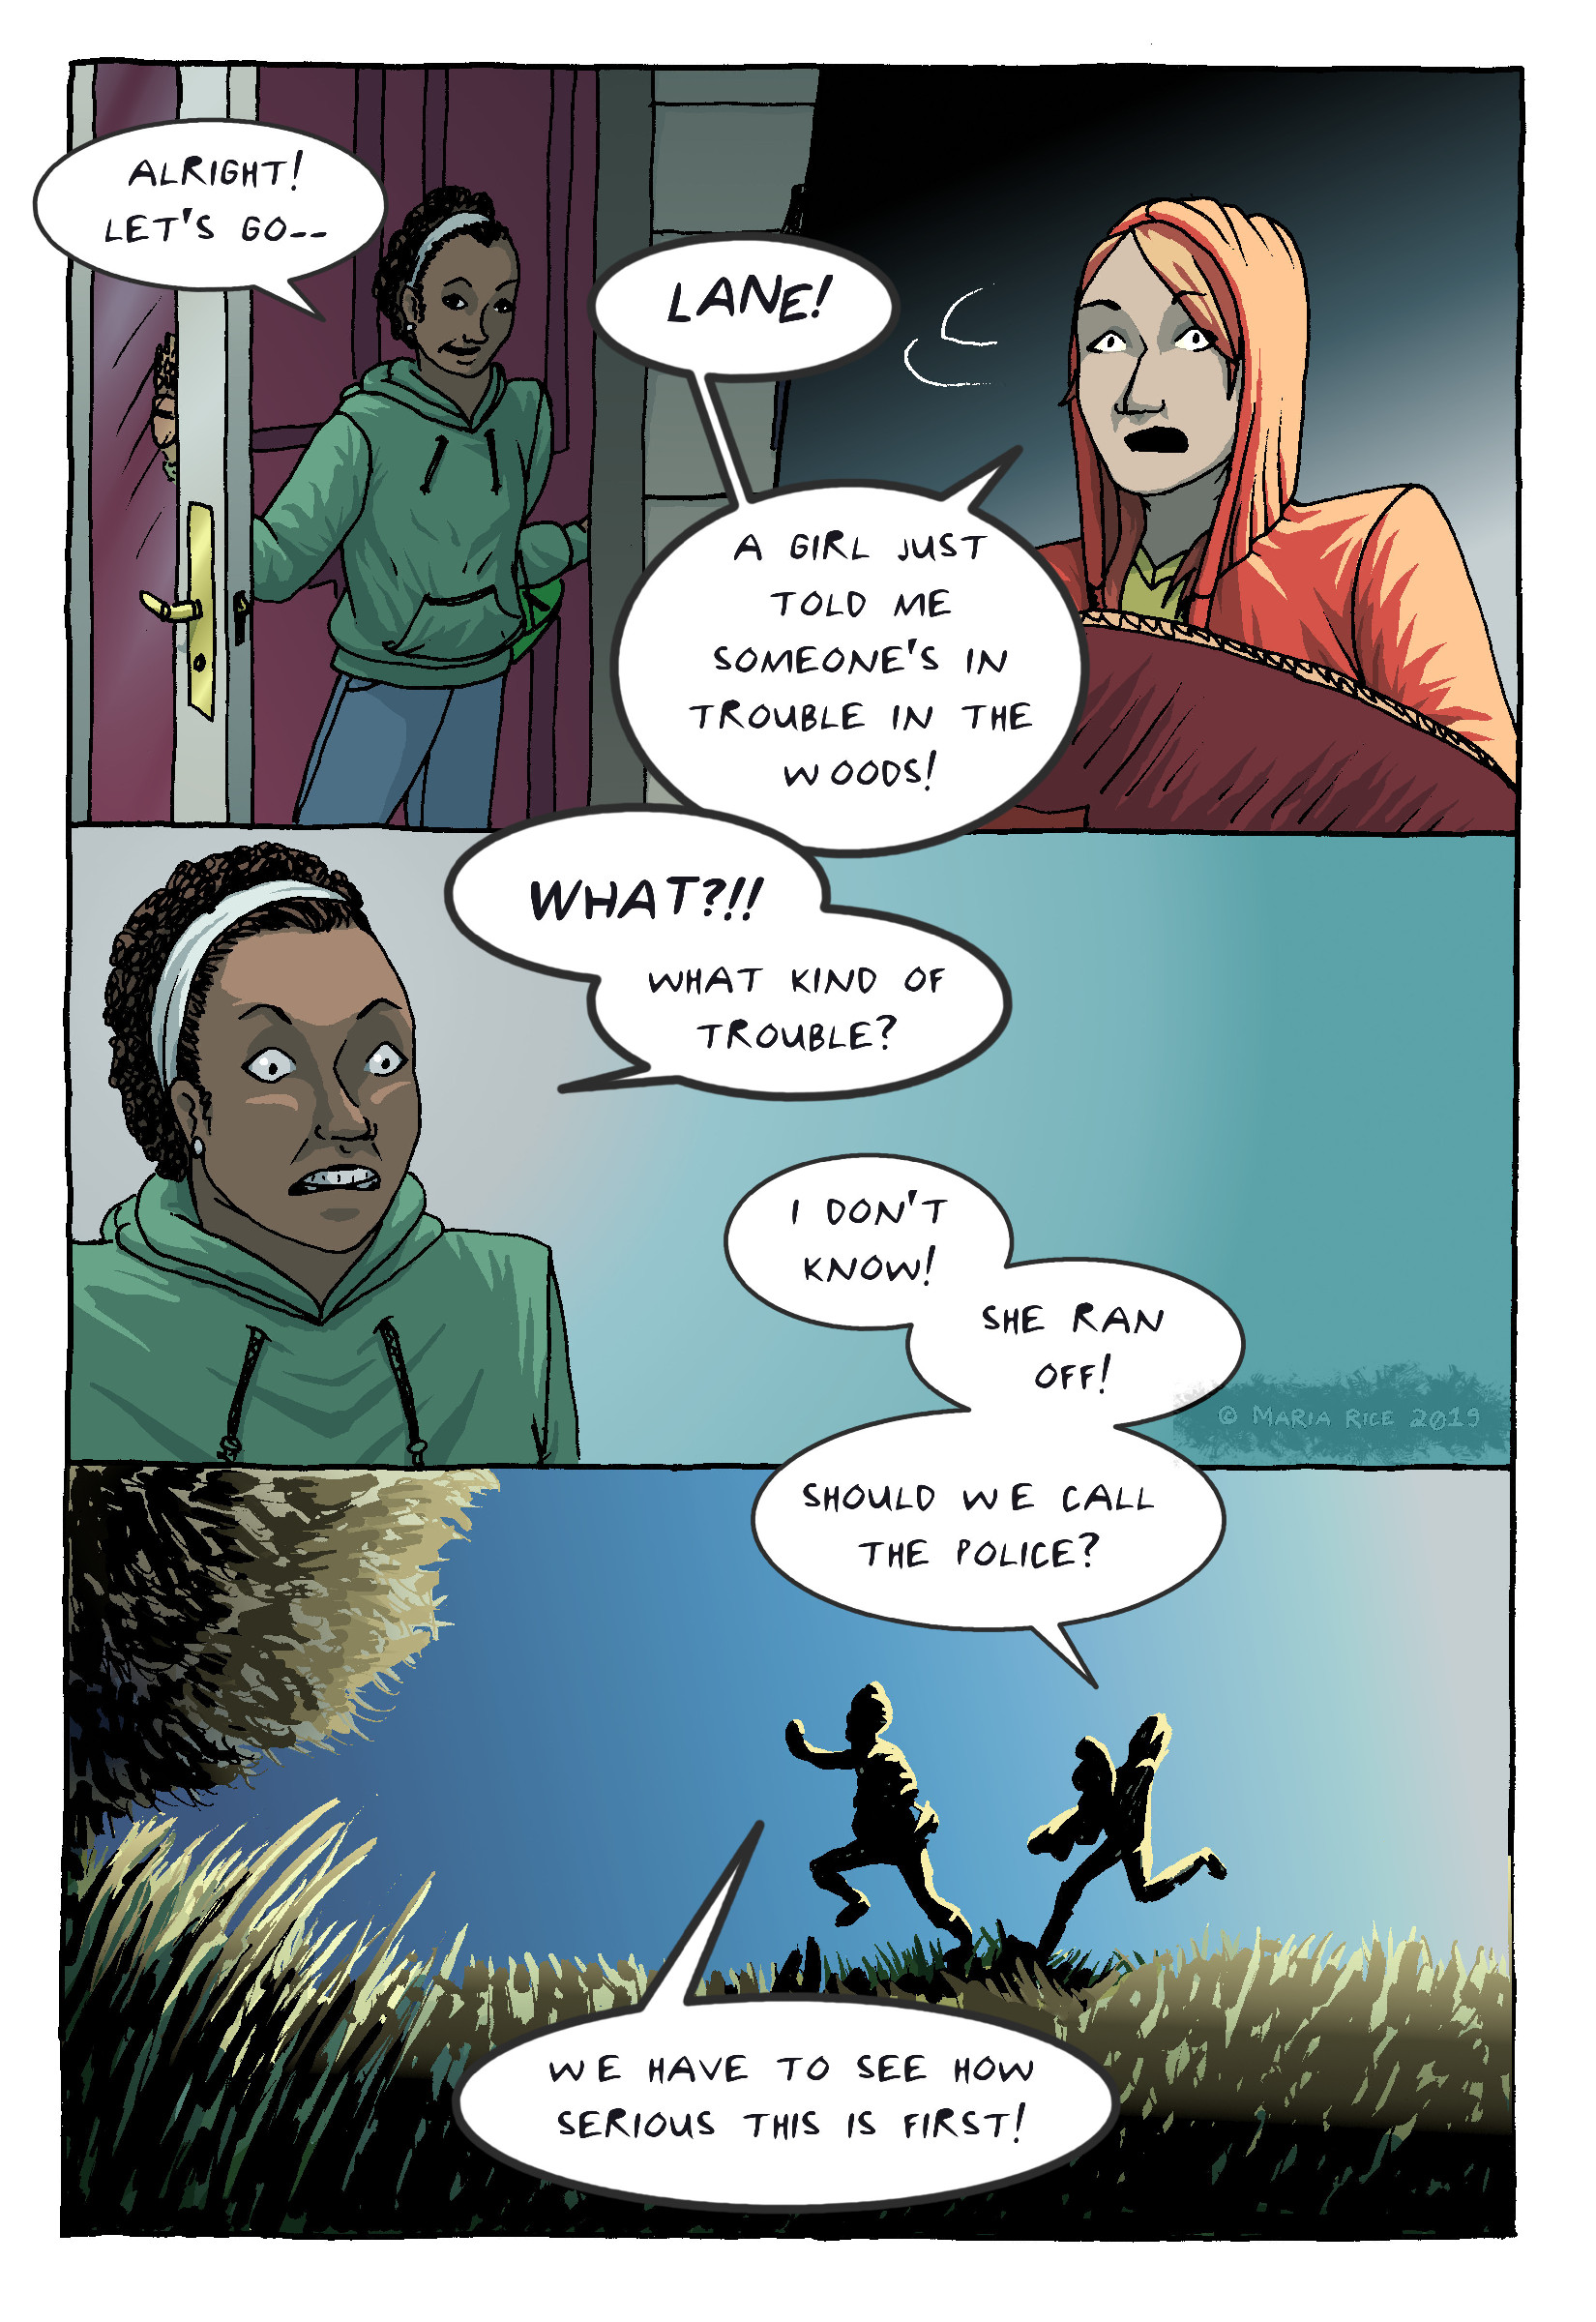 ALRIGHT!
LET'S GO--
LANE!
A GIRL JUST
TOLD ME
SOMEONE'S IN
TROUBLE IN THE
WOODS!
WHAT?!!
WHAT KIND OF
TROUBLE?
I DON'T
KNOW!
SHE RAN
OFF!
© MARIA RICE 2019
SHOULD WE CALL
THE POLICE?
WE HAVE TO SEE HOW
SERIOUS THIS IS FIRST!